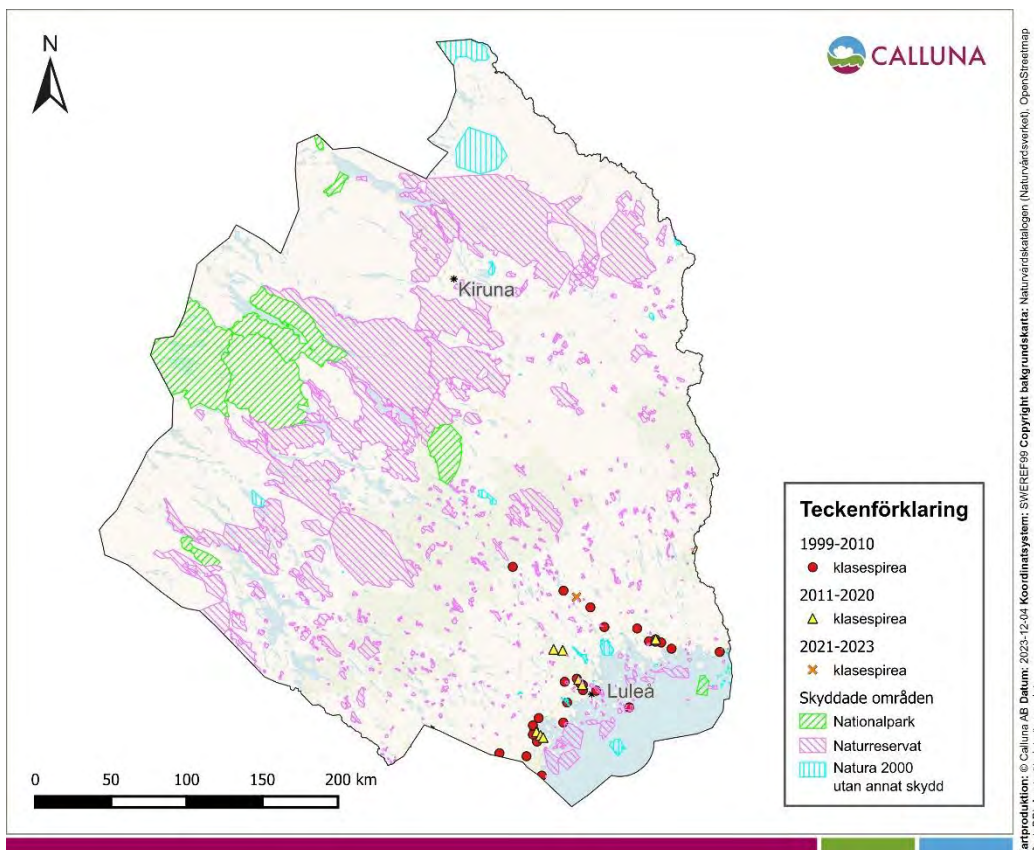 N
CALLUNA
Kiruna
Luleå
Teckenförklaring
1999-2010
klasespirea
2011-2020
klasespirea
2021-2023
klasespirea
Skyddade områden
Nationalpark
Naturreservat
Natura 2000
utan annat skydd
0 50 100 150 200 km
artproduktion: © Calluna AB Datum: 2023-12-04 Koordinatsystem: SWEREF99 Copyright bakgrundskarta: Naturvårdskatalogen (Naturvårdsverket), OpenStreetmap